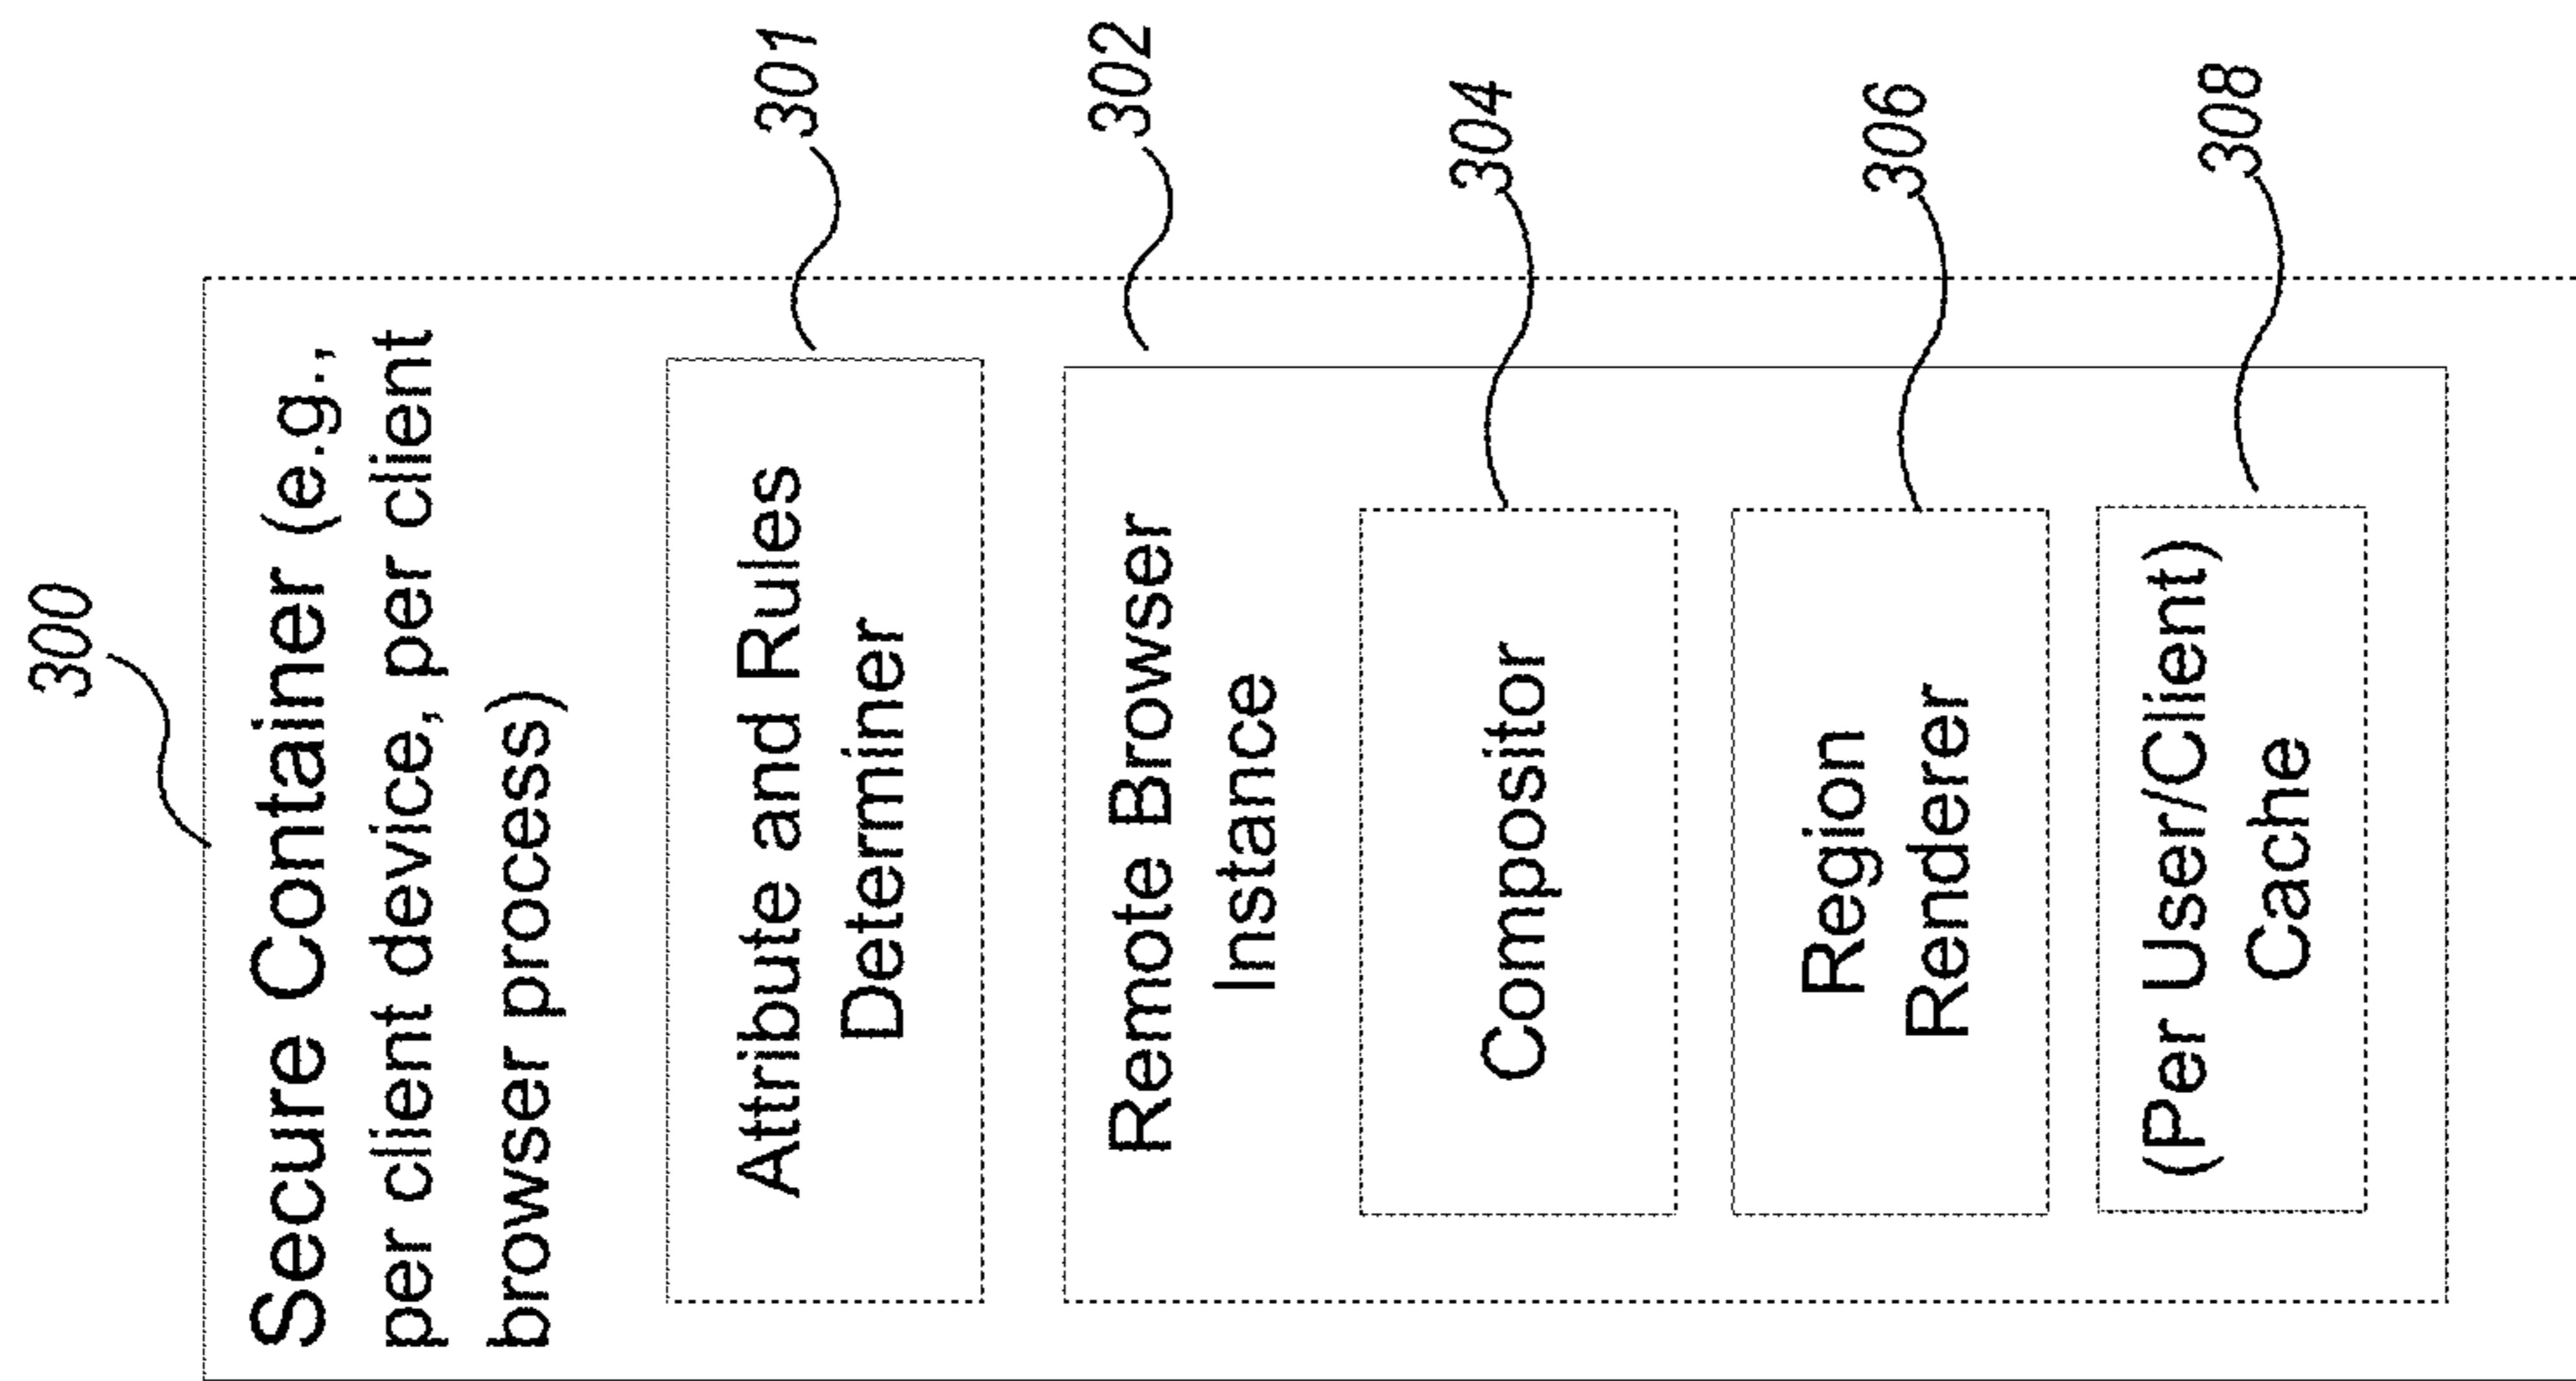 300
Secure Container (e.g.,
per client device, per client
browser process)
301
Attribute and Rules
Determiner
302
Remote Browser
Instance
304
Compositor
306
Region
Renderer
308
(Per User/Client)
Cache